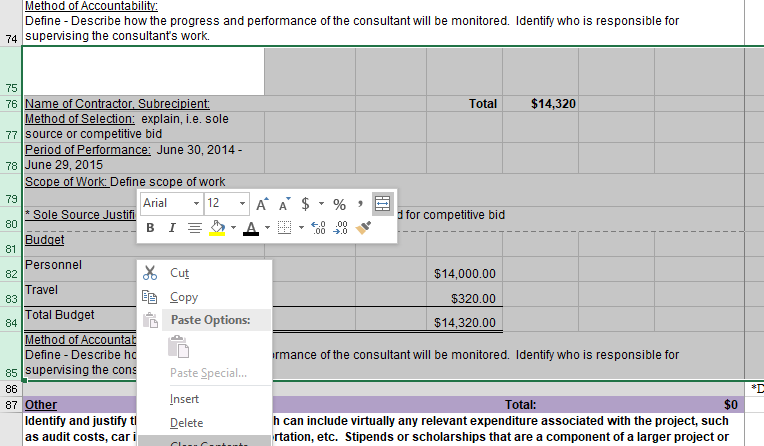 Method of Accountability:
Define - Describe how the progress and performance of the consultant will be monitored. Identify who is responsible for
74 supervising the consultant's work.
75
76 Name of Contractor, Subrecipient: Total $14,320
Method of Selection: explain, i.e. sole
77 source or competitive bid
Period of Performance: June 30, 2014 -
78 June 29, 2015
Scope of Work: Define scope of work
79
Arial 12 A A $ % ,
80 * Sole Source Justifi d for competitive bid
B I A .00 .00
Budget
81
Personnel
82 $14,000.00
Cut
Travel
83 $320.00
Copy
Total Budget
84 $14,320.00
Paste Options:
Method of Accountab
Define - Describe ho ormance of the consultant will be monitored. Identify who is responsible for
85 supervising the cons
Paste Special...
86 *D
Insert
87 Other Total: $0
Identify and justify th h can include virtually any relevant expenditure associated with the project, such
Delete
as audit costs, car i rtation, etc. Stipends or scholarships that are a component of a larger project or
Clear Contents